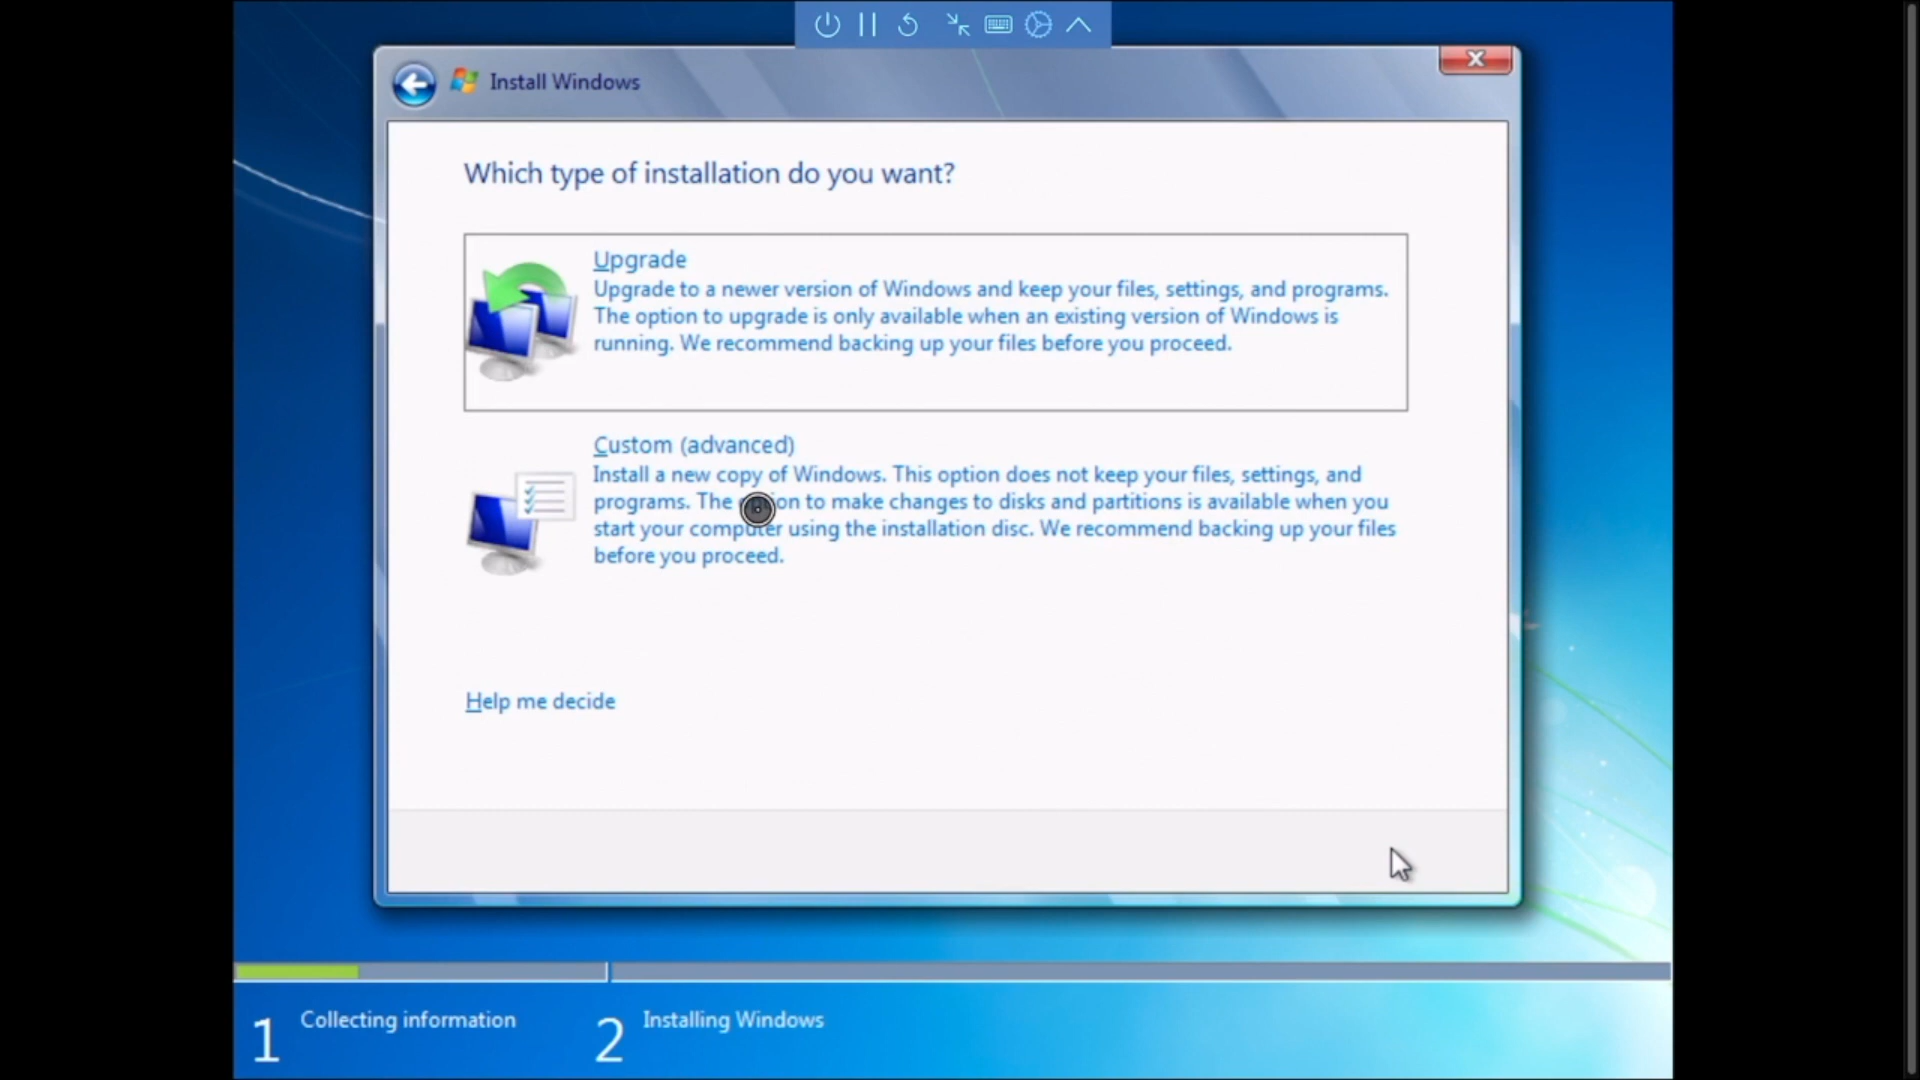 Install Windows
Which type of installation do you want?
Upgrade
Upgrade to a newer version of Windows and keep your files, settings, and programs.
The option to upgrade is only available when an existing version of Windows is
running. We recommend backing up your files before you proceed.
Custom (advanced)
Install a new copy of Windows. This option does not keep your files, settings, and
programs. The option to make changes to disks and partitions is available when you
start your computer using the installation disc. We recommend backing up your files
before you proceed.
Help me decide
1 Collecting information
2 Installing Windows